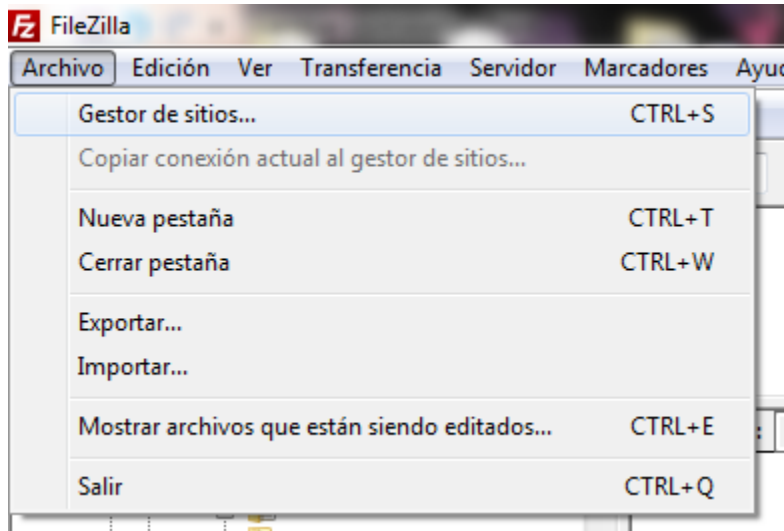 FileZilla
Archivo Edición Ver Transferencia Servidor Marcadores
Gestor de sitios... CTRL+S
Copiar conexión actual al gestor de sitios...
Nueva pestaña CTRL+T
Cerrar pestaña CTRL+W
Exportar...
Importar...
Mostrar archivos que están siendo editados... CTRL+E
Salir CTRL+Q